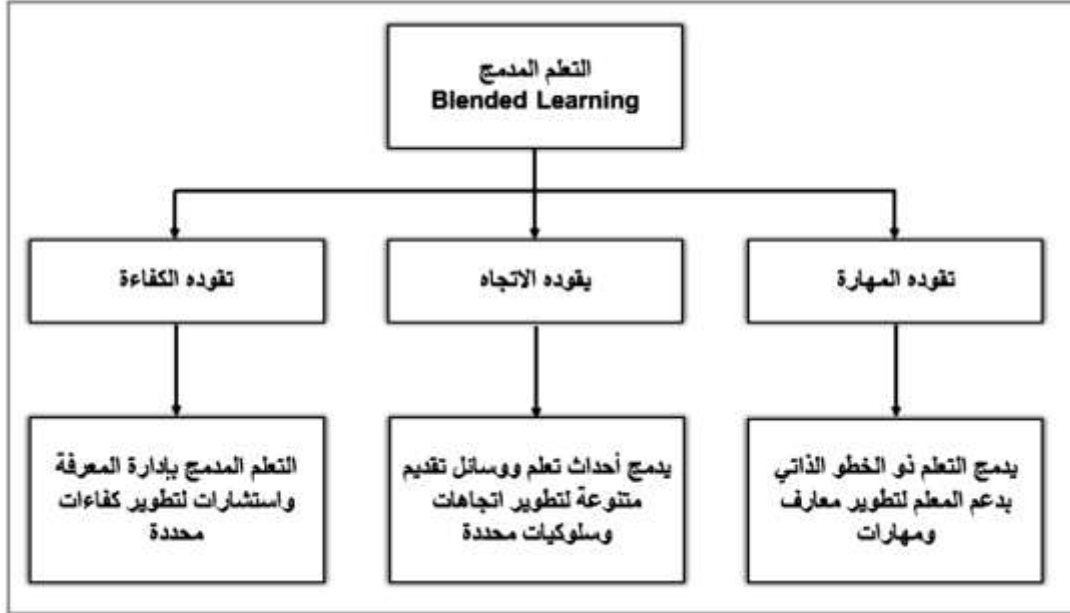 التعلم المدمج
Blended Learning
تقوده المهارة
يقوده الاتجاه
تقوده الكفاءة
يدمج التعلم ذو الخطو الذاتي
بدعم المعلم لتطوير معارف
ومهارات
يدمج أحداث تعلم ووسائل تقديم
متنوعة لتطوير اتجاهات
وسلوكيات محددة
التعلم المدمج بإدارة المعرفة
واستشارات لتطوير كفاءات
محددة